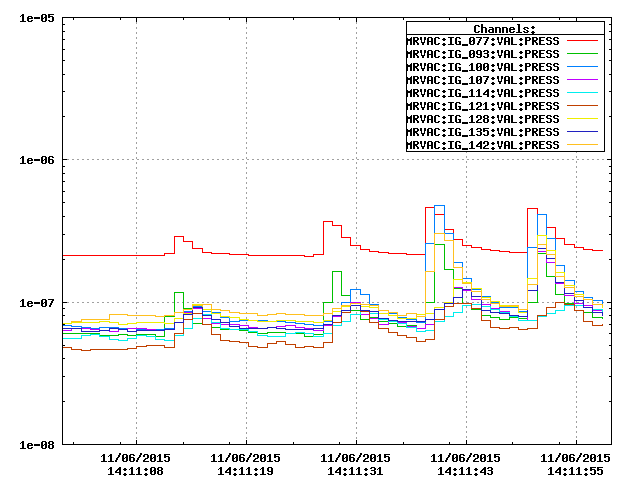 1e-05
Channels:
MRVAC:IG_077:VAL:PRESS
MRVAC:IG_093:VAL:PRESS
MRVAC:IG_100:VAL:PRESS
MRVAC:IG_107:VAL:PRESS
MRVAC:IG_114:VAL:PRESS
MRVAC:IG_121:VAL:PRESS
MRVAC:IG_128:VAL:PRESS
MRVAC:IG_135:VAL:PRESS
MRVAC:IG_142:VAL:PRESS
1e-06
1e-07
1e-08
11/06/2015 11/06/2015 11/06/2015 11/06/2015 11/06/2015
14:11:08 14:11:19 14:11:31 14:11:43 14:11:55